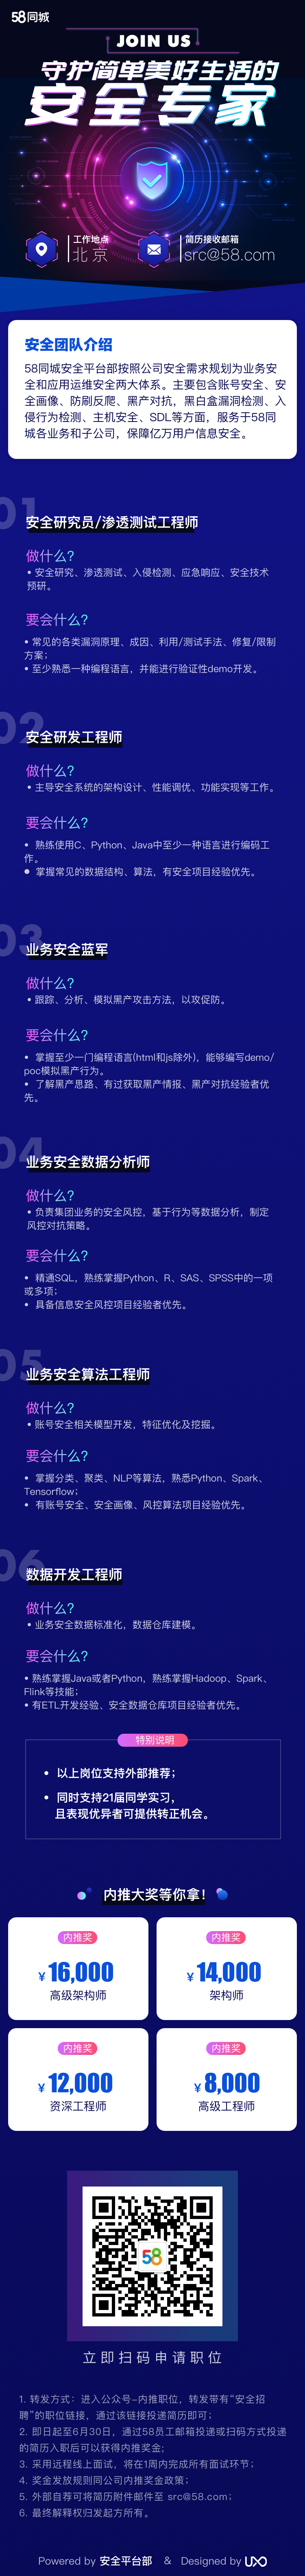 58同城
JOIN US
守护简单美好生活的
安全专家
工作地点
北京
简历接收邮箱
src@58.com
安全团队介绍
58同城安全平台部按照公司安全需求规划为业务安
全和应用运维安全两大体系。主要包含账号安全、安
全画像、防刷反爬、黑产对抗，黑白盒漏洞检测、入
侵行为检测、主机安全、SDL等方面，服务于58同
城各业务和子公司，保障亿万用户信息安全。
01
安全研究员/渗透测试工程师
做什么?
• 安全研究、渗透测试、入侵检测、应急响应、安全技术
预研。
要会什么?
• 常见的各类漏洞原理、成因、利用/测试手法、修复/限制
方案；
• 至少熟悉一种编程语言，并能进行验证性demo开发。
02
安全研发工程师
做什么?
• 主导安全系统的架构设计、性能调优、功能实现等工作。
要会什么?
• 熟练使用C、Python、Java中至少一种语言进行编码工
作。
• 掌握常见的数据结构、算法，有安全项目经验优先。
03
业务安全蓝军
做什么?
• 跟踪、分析、模拟黑产攻击方法，以攻促防。
要会什么?
• 掌握至少一门编程语言(html和js除外)，能够编写demo/
poc模拟黑产行为。
• 了解黑产思路、有过获取黑产情报、黑产对抗经验者优
先。
04
业务安全数据分析师
做什么?
• 负责集团业务的安全风控，基于行为等数据分析，制定
风控对抗策略。
要会什么?
• 精通SQL，熟练掌握Python、R、SAS、SPSS中的一项
或多项；
• 具备信息安全风控项目经验者优先。
05
业务安全算法工程师
做什么?
• 账号安全相关模型开发，特征优化及挖掘。
要会什么?
• 掌握分类、聚类、NLP等算法，熟悉Python、Spark、
Tensorflow；
• 有账号安全、安全画像、风控算法项目经验优先。
06
数据开发工程师
做什么?
• 业务安全数据标准化，数据仓库建模。
要会什么?
• 熟练掌握Java或者Python，熟练掌握Hadoop、Spark、
Flink等技能；
• 有ETL开发经验、安全数据仓库项目经验者优先。
特别说明
• 以上岗位支持外部推荐；
• 同时支持21届同学实习，
且表现优异者可提供转正机会。
内推大奖等你拿！
内推奖
¥ 16,000
高级架构师
内推奖
¥ 14,000
架构师
内推奖
¥ 12,000
资深工程师
内推奖
¥ 8,000
高级工程师
58
立即扫码申请职位
1. 转发方式：进入公众号-内推职位，转发带有“安全招
聘”的职位链接，通过该链接投递简历即可；
2. 即日起至6月30日，通过58员工邮箱投递或扫码方式投递
的简历入职后可以获得内推奖金；
3. 采用远程线上面试，将在1周内完成所有面试环节；
4. 奖金发放规则同公司内推奖金政策；
5. 外部自荐可将简历附件邮件至 src@58.com；
6. 最终解释权归发起方所有。
Powered by 安全平台部 & Designed by UXD